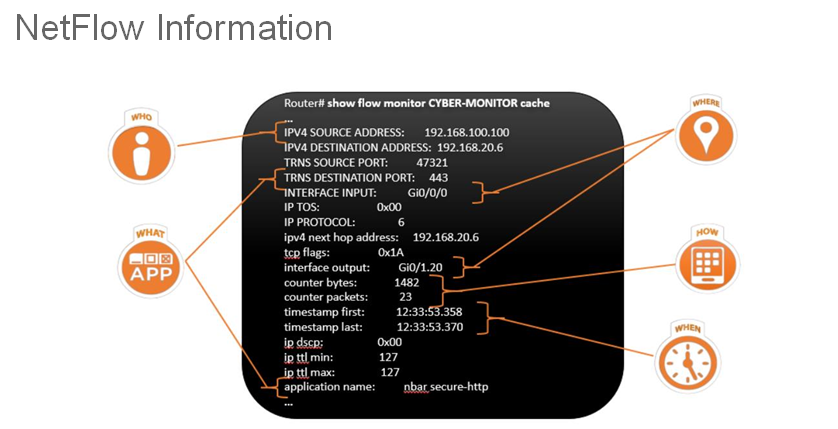 NetFlow Information
WHO
WHAT
APP
Router# show flow monitor CYBER-MONITOR cache
...
IPV4 SOURCE ADDRESS: 192.168.100.100
IPV4 DESTINATION ADDRESS: 192.168.20.6
TRNS SOURCE PORT: 47321
TRNS DESTINATION PORT: 443
INTERFACE INPUT: Gi0/0/0
IP TOS: 0x00
IP PROTOCOL: 6
ipv4 next hop address: 192.168.20.6
tcp flags: 0x1A
interface output: Gi0/1.20
counter bytes: 1482
counter packets: 23
timestamp first: 12:33:53.358
timestamp last: 12:33:53.370
ip dscp: 0x00
ip ttl min: 127
ip ttl max: 127
application name: nbar secure-http
...
WHERE
HOW
WHEN